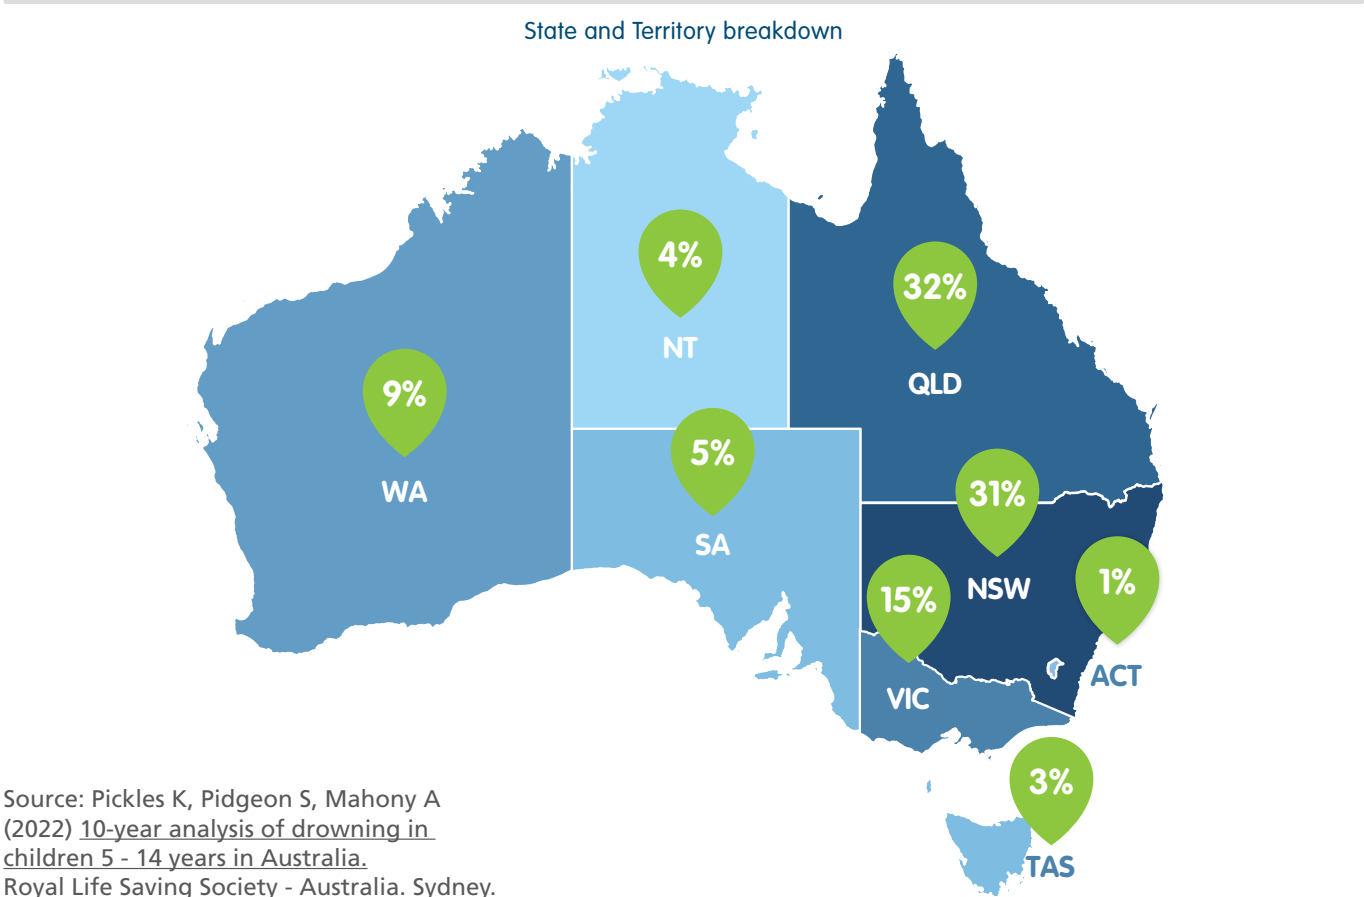 State and Territory breakdown
4%
NT
32%
QLD
9%
WA
5%
SA
31%
NSW
1%
ACT
15%
VIC
3%
TAS
Source: Pickles K, Pidgeon S, Mahony A
(2022) 10-year analysis of drowning in
children 5 - 14 years in Australia.
Royal Life Saving Society - Australia. Sydney.